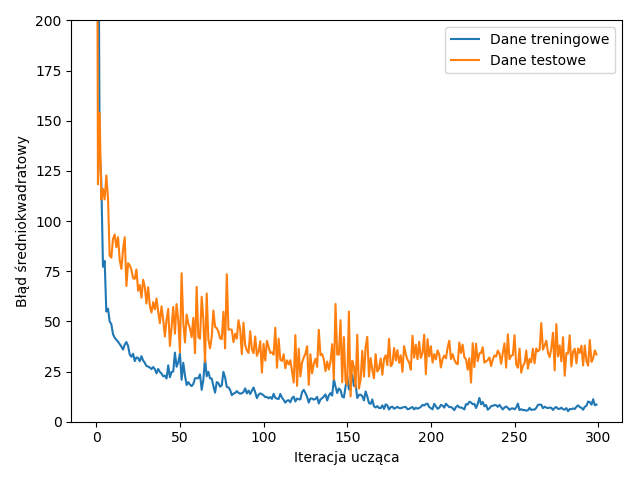 Dane treningowe
Dane testowe
Błąd średniokwadratowy
200
175
150
125
100
75
50
25
0
0 50 100 150 200 250 300
Iteracja ucząca